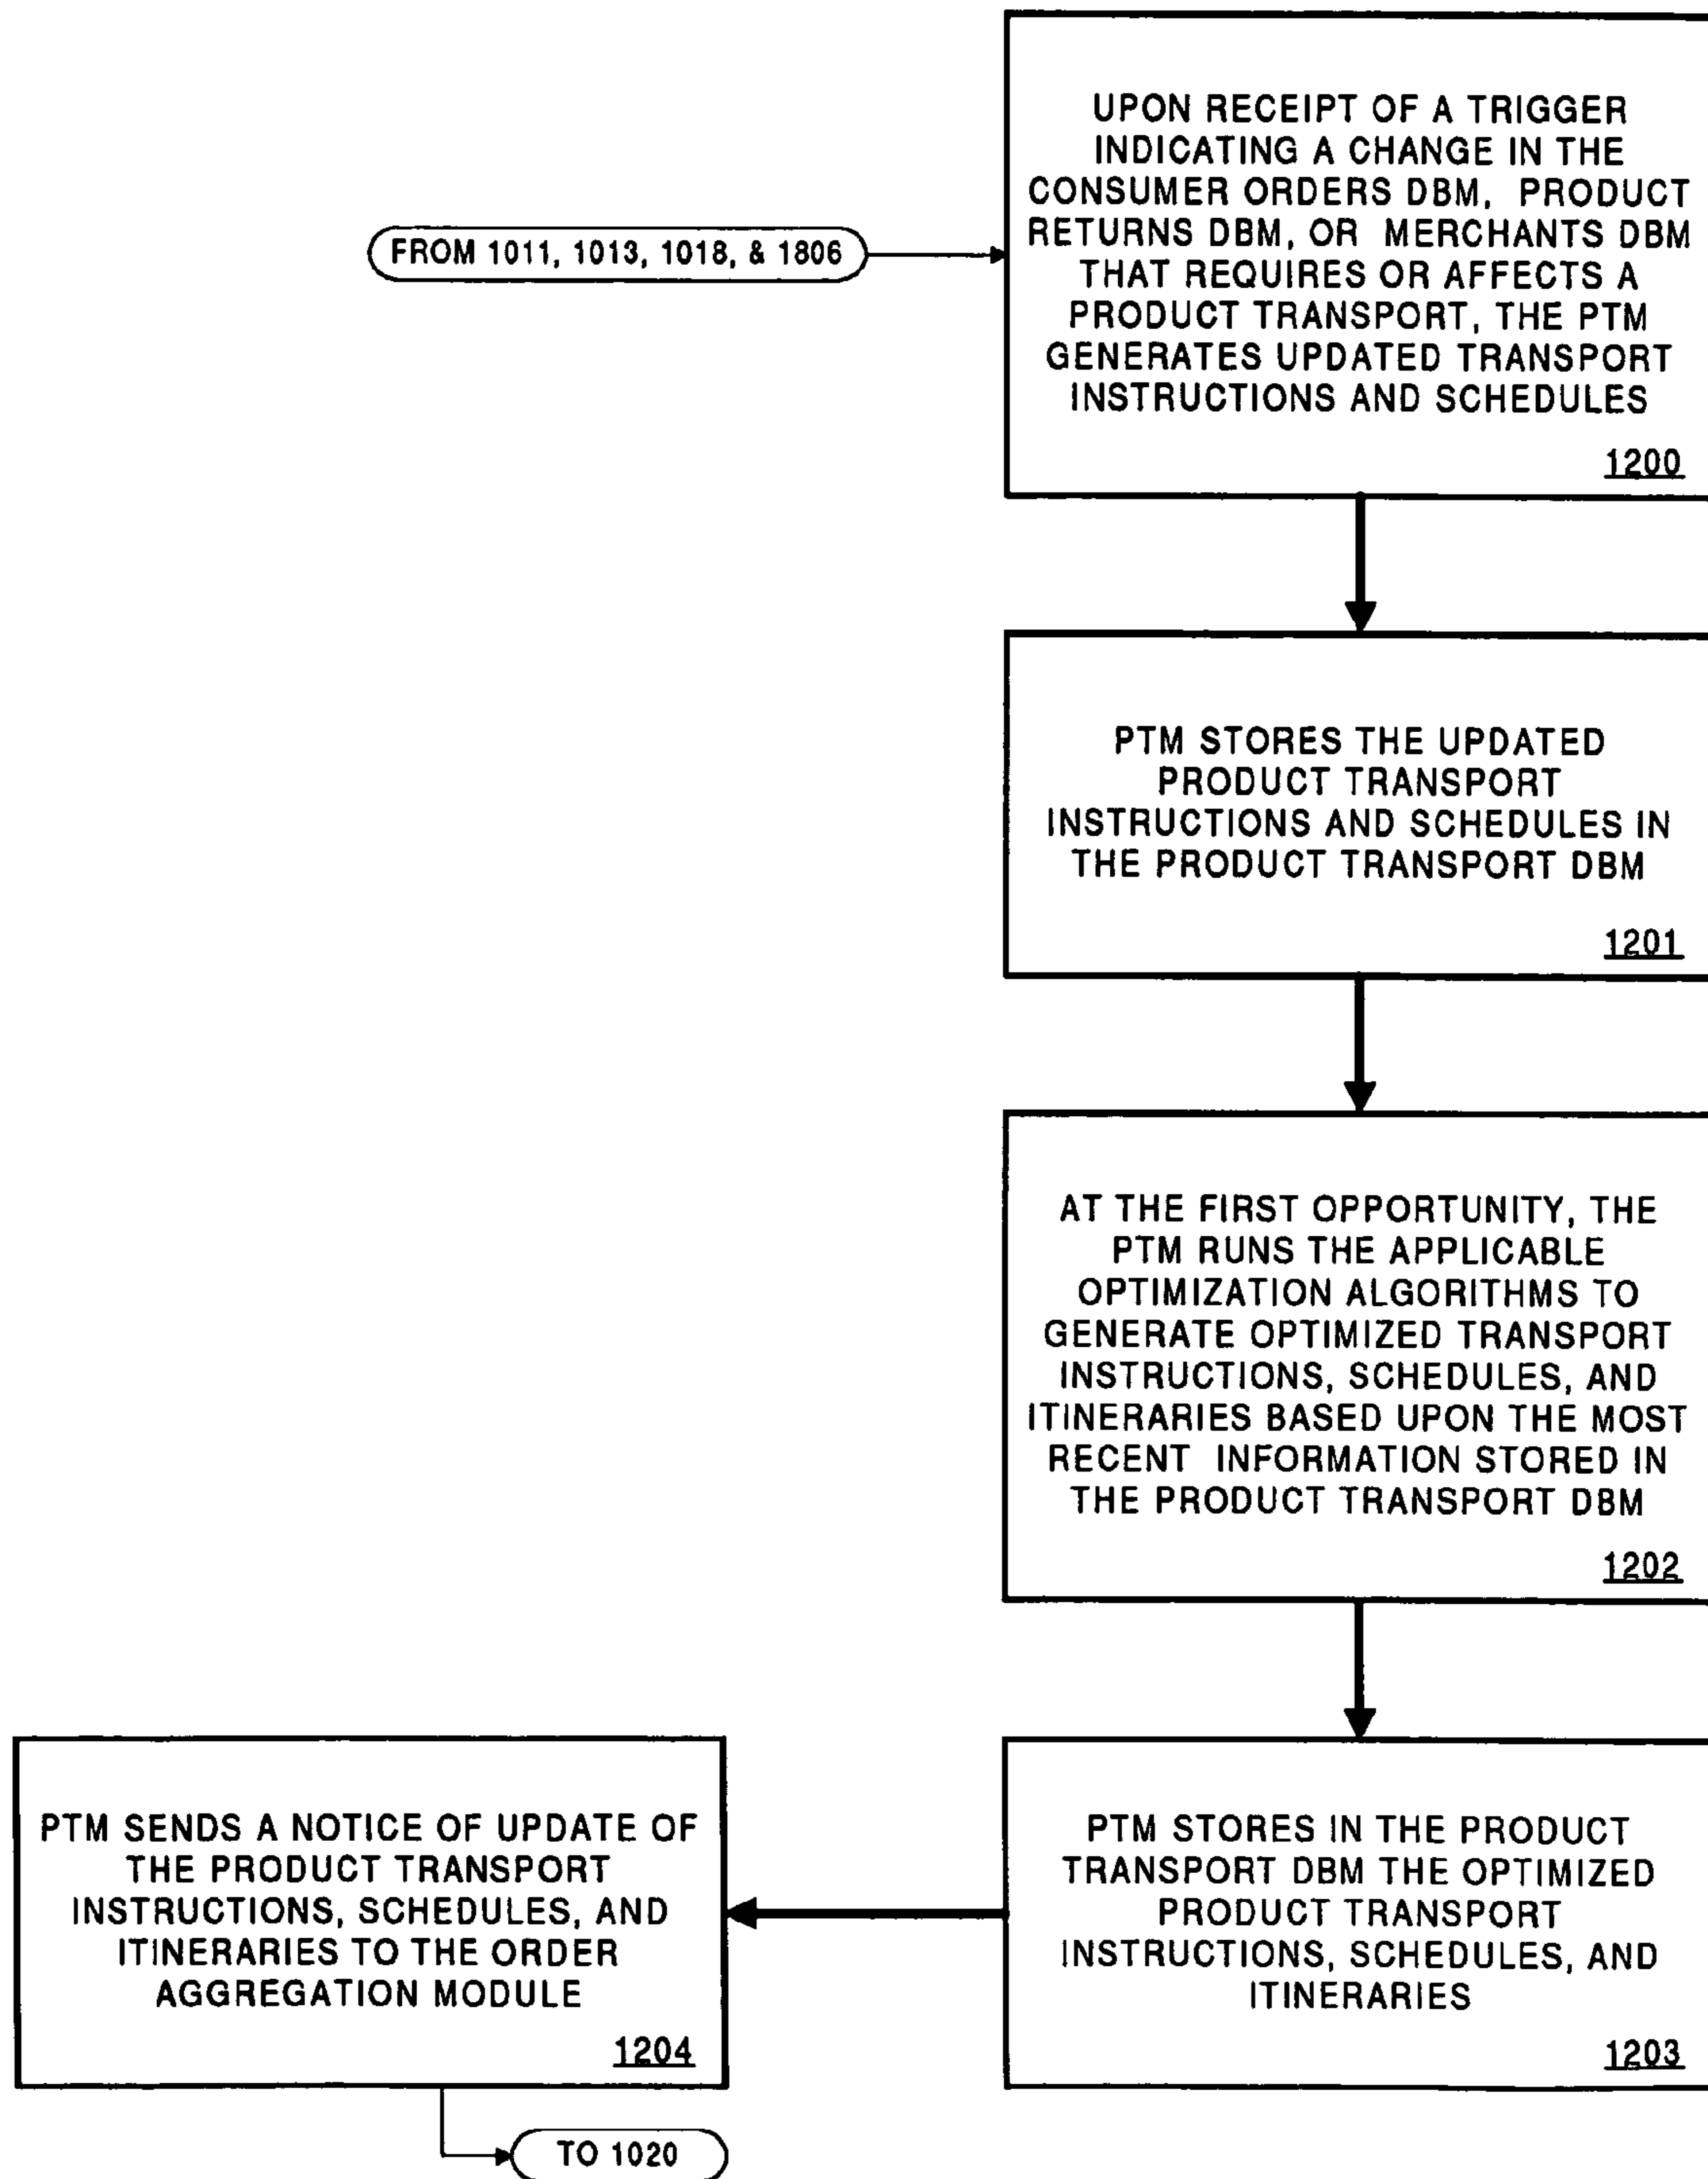 UPON RECEIPT OF A TRIGGER
INDICATING A CHANGE IN THE
CONSUMER ORDERS DBM, PRODUCT
RETURNS DBM, OR MERCHANTS DBM
THAT REQUIRES OR AFFECTS A
PRODUCT TRANSPORT, THE PTM
GENERATES UPDATED TRANSPORT
INSTRUCTIONS AND SCHEDULES
1200
FROM 1011, 1013, 1018, & 1806
PTM STORES THE UPDATED
PRODUCT TRANSPORT
INSTRUCTIONS AND SCHEDULES IN
THE PRODUCT TRANSPORT DBM
1201
AT THE FIRST OPPORTUNITY, THE
PTM RUNS THE APPLICABLE
OPTIMIZATION ALGORITHMS TO
GENERATE OPTIMIZED TRANSPORT
INSTRUCTIONS, SCHEDULES, AND
ITINERARIES BASED UPON THE MOST
RECENT INFORMATION STORED IN
THE PRODUCT TRANSPORT DBM
1202
PTM STORES IN THE PRODUCT
TRANSPORT DBM THE OPTIMIZED
PRODUCT TRANSPORT
INSTRUCTIONS, SCHEDULES, AND
ITINERARIES
1203
PTM SENDS A NOTICE OF UPDATE OF
THE PRODUCT TRANSPORT
INSTRUCTIONS, SCHEDULES, AND
ITINERARIES TO THE ORDER
AGGREGATION MODULE
1204
TO 1020